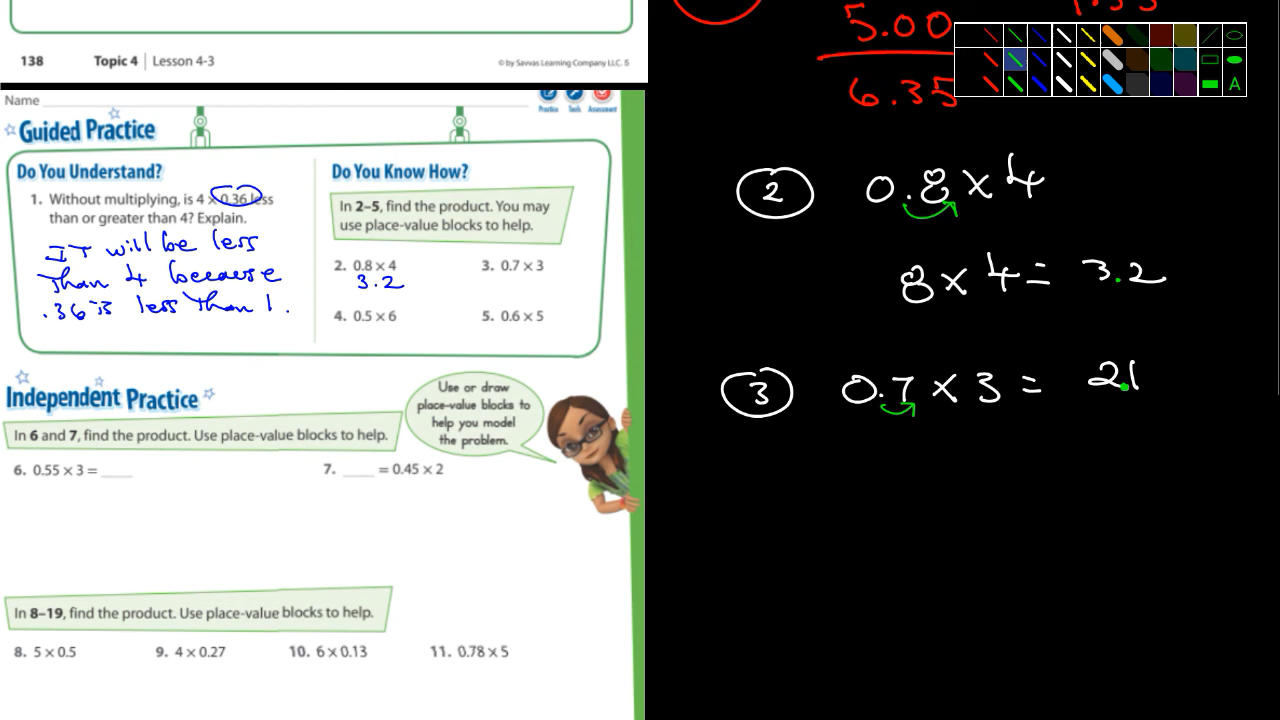 138 Topic 4 | Lesson 4-3 © by Savvas Learning Company LLC. 5
Name
Practice Tools Assessment
Guided Practice
Do You Understand?
1. Without multiplying, is 4 × 0.36 less
than or greater than 4? Explain.
IT will be less
Than 4 because
.36 is less Than 1.
Do You Know How?
In 2–5, find the product. You may
use place-value blocks to help.
2. 0.8 × 4 3. 0.7 × 3
3.2
4. 0.5 × 6 5. 0.6 × 5
Independent Practice
Use or draw
place-value blocks to
help you model
the problem.
In 6 and 7, find the product. Use place-value blocks to help.
6. 0.55 × 3 = ____ 7. ____ = 0.45 × 2
In 8–19, find the product. Use place-value blocks to help.
8. 5 × 0.5 9. 4 × 0.27 10. 6 × 0.13 11. 0.78 × 5
5.00
6.35
A
2 0.8 × 4
8 × 4 = 3.2
3 0.7 × 3 = 2.1